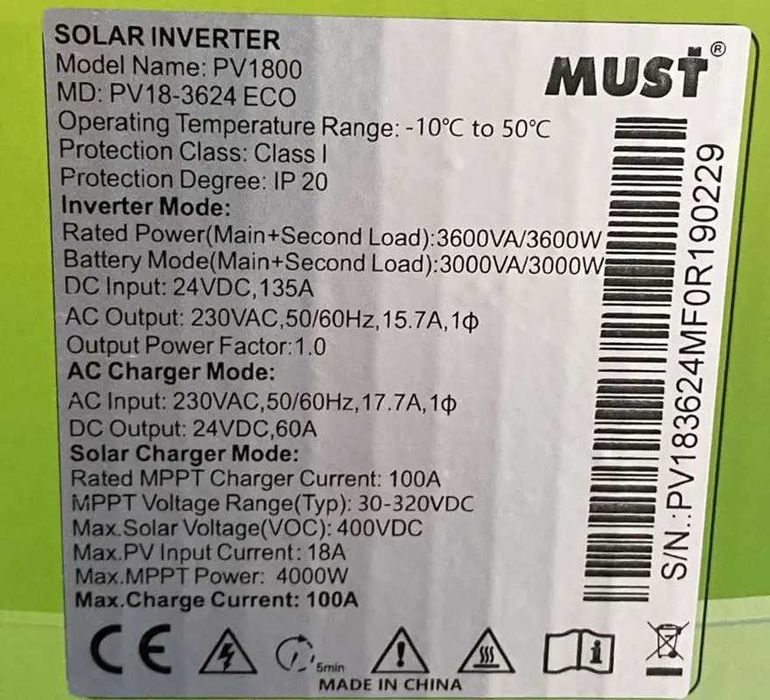 SOLAR INVERTER
MUST®
Model Name: PV1800
MD: PV18-3624 ECO
Operating Temperature Range: -10℃ to 50℃
Protection Class: Class I
Protection Degree: IP 20
Inverter Mode:
Rated Power(Main+Second Load):3600VA/3600W
Battery Mode(Main+Second Load):3000VA/3000W
DC Input: 24VDC,135A
AC Output: 230VAC,50/60Hz,15.7A,1ϕ
Output Power Factor:1.0
AC Charger Mode:
AC Input: 230VAC,50/60Hz,17.7A,1ϕ
DC Output: 24VDC,60A
Solar Charger Mode:
Rated MPPT Charger Current: 100A
MPPT Voltage Range(Typ): 30-320VDC
Max.Solar Voltage(VOC): 400VDC
Max.PV Input Current: 18A
Max.MPPT Power: 4000W
Max.Charge Current: 100A
S/N.:PV183624MF0R190229
CE
5min
MADE IN CHINA